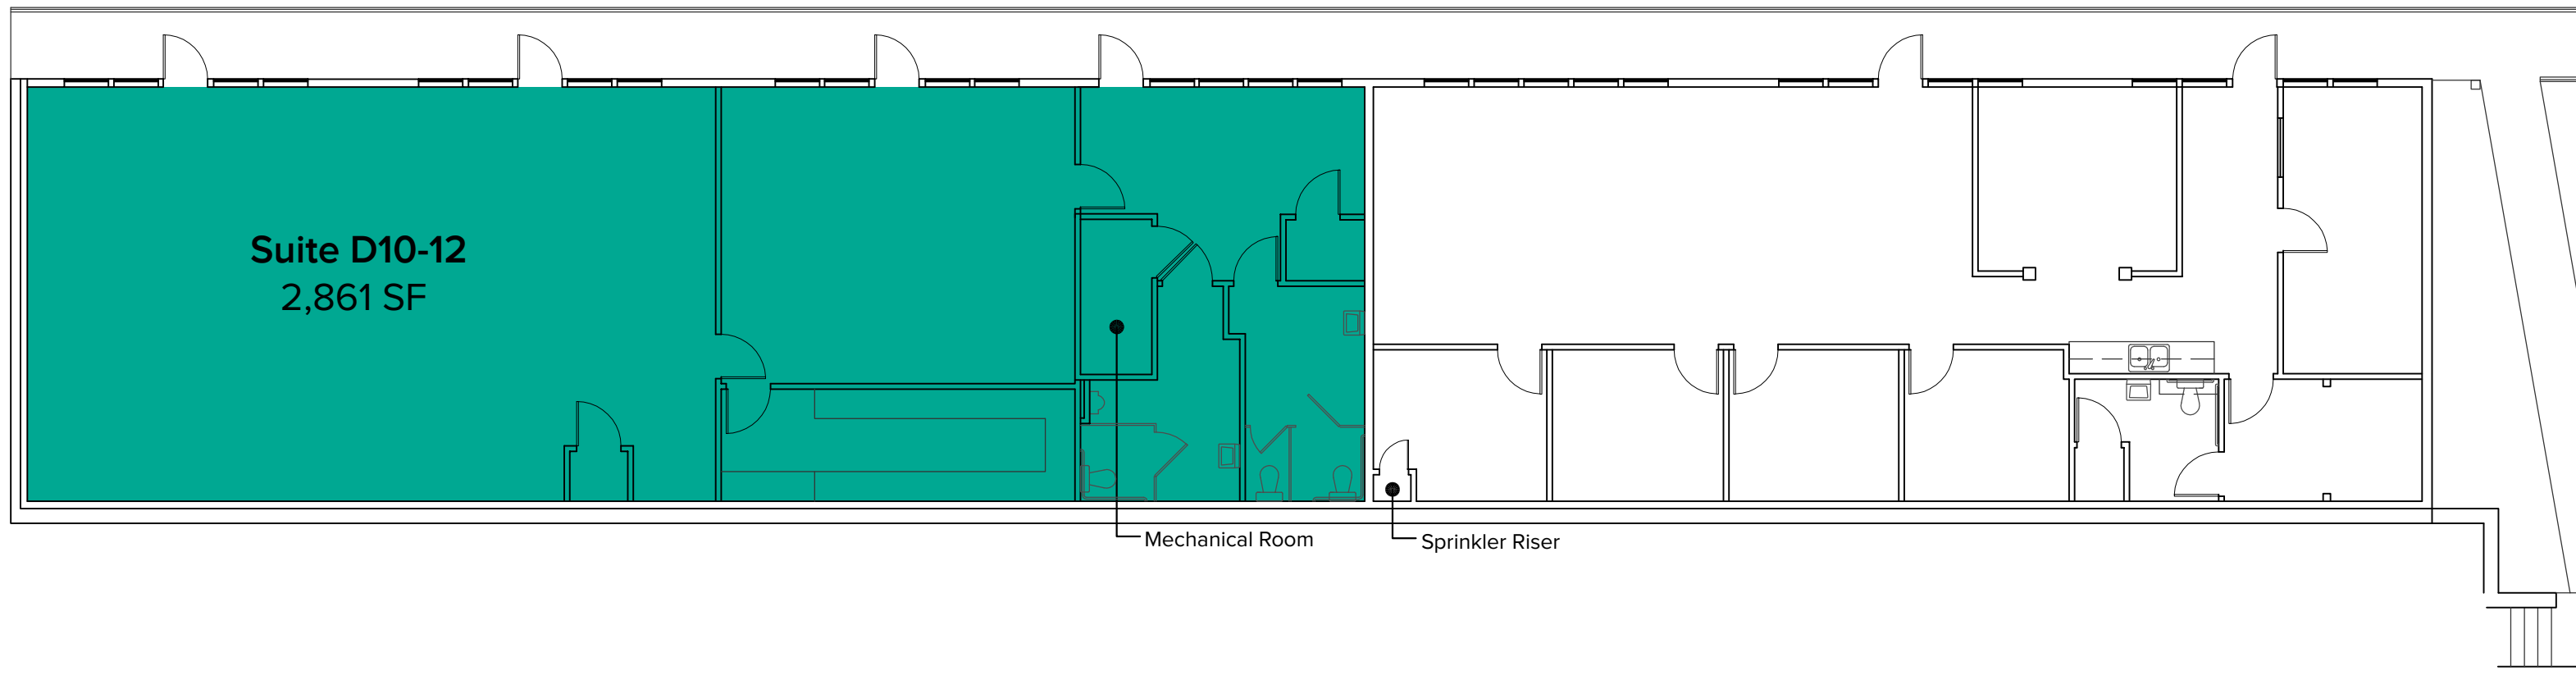 Suite D10-12
2,861 SF
Mechanical Room
Sprinkler Riser